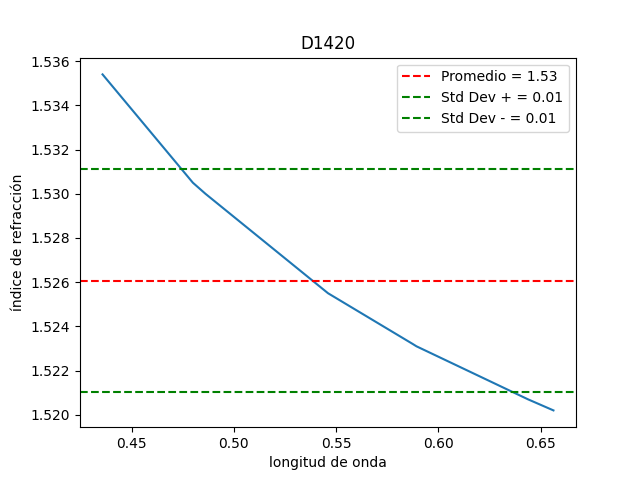 D1420
Promedio = 1.53
Std Dev + = 0.01
Std Dev - = 0.01
índice de refracción
1.536
1.534
1.532
1.530
1.528
1.526
1.524
1.522
1.520
0.45 0.50 0.55 0.60 0.65
longitud de onda